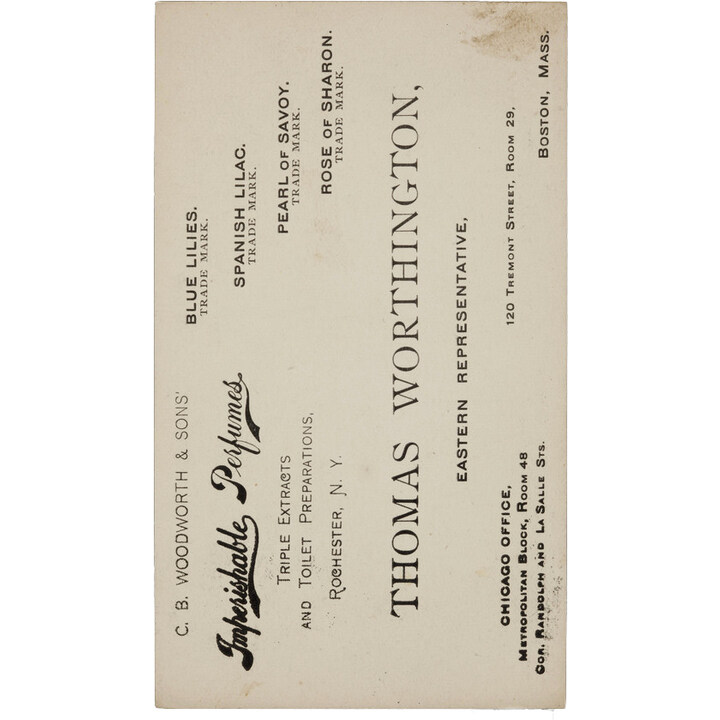 C. B. WOODWORTH & SONS'
Imperishable Perfumes
TRIPLE EXTRACTS
AND TOILET PREPARATIONS,
ROCHESTER, N. Y.
BLUE LILIES.
TRADE MARK.
SPANISH LILAC.
TRADE MARK.
PEARL OF SAVOY.
TRADE MARK.
ROSE OF SHARON.
TRADE MARK.
THOMAS WORTHINGTON,
EASTERN REPRESENTATIVE,
CHICAGO OFFICE,
METROPOLITAN BLOCK, ROOM 48
COR. RANDOLPH AND LA SALLE STS.
120 TREMONT STREET, ROOM 29,
BOSTON, MASS.